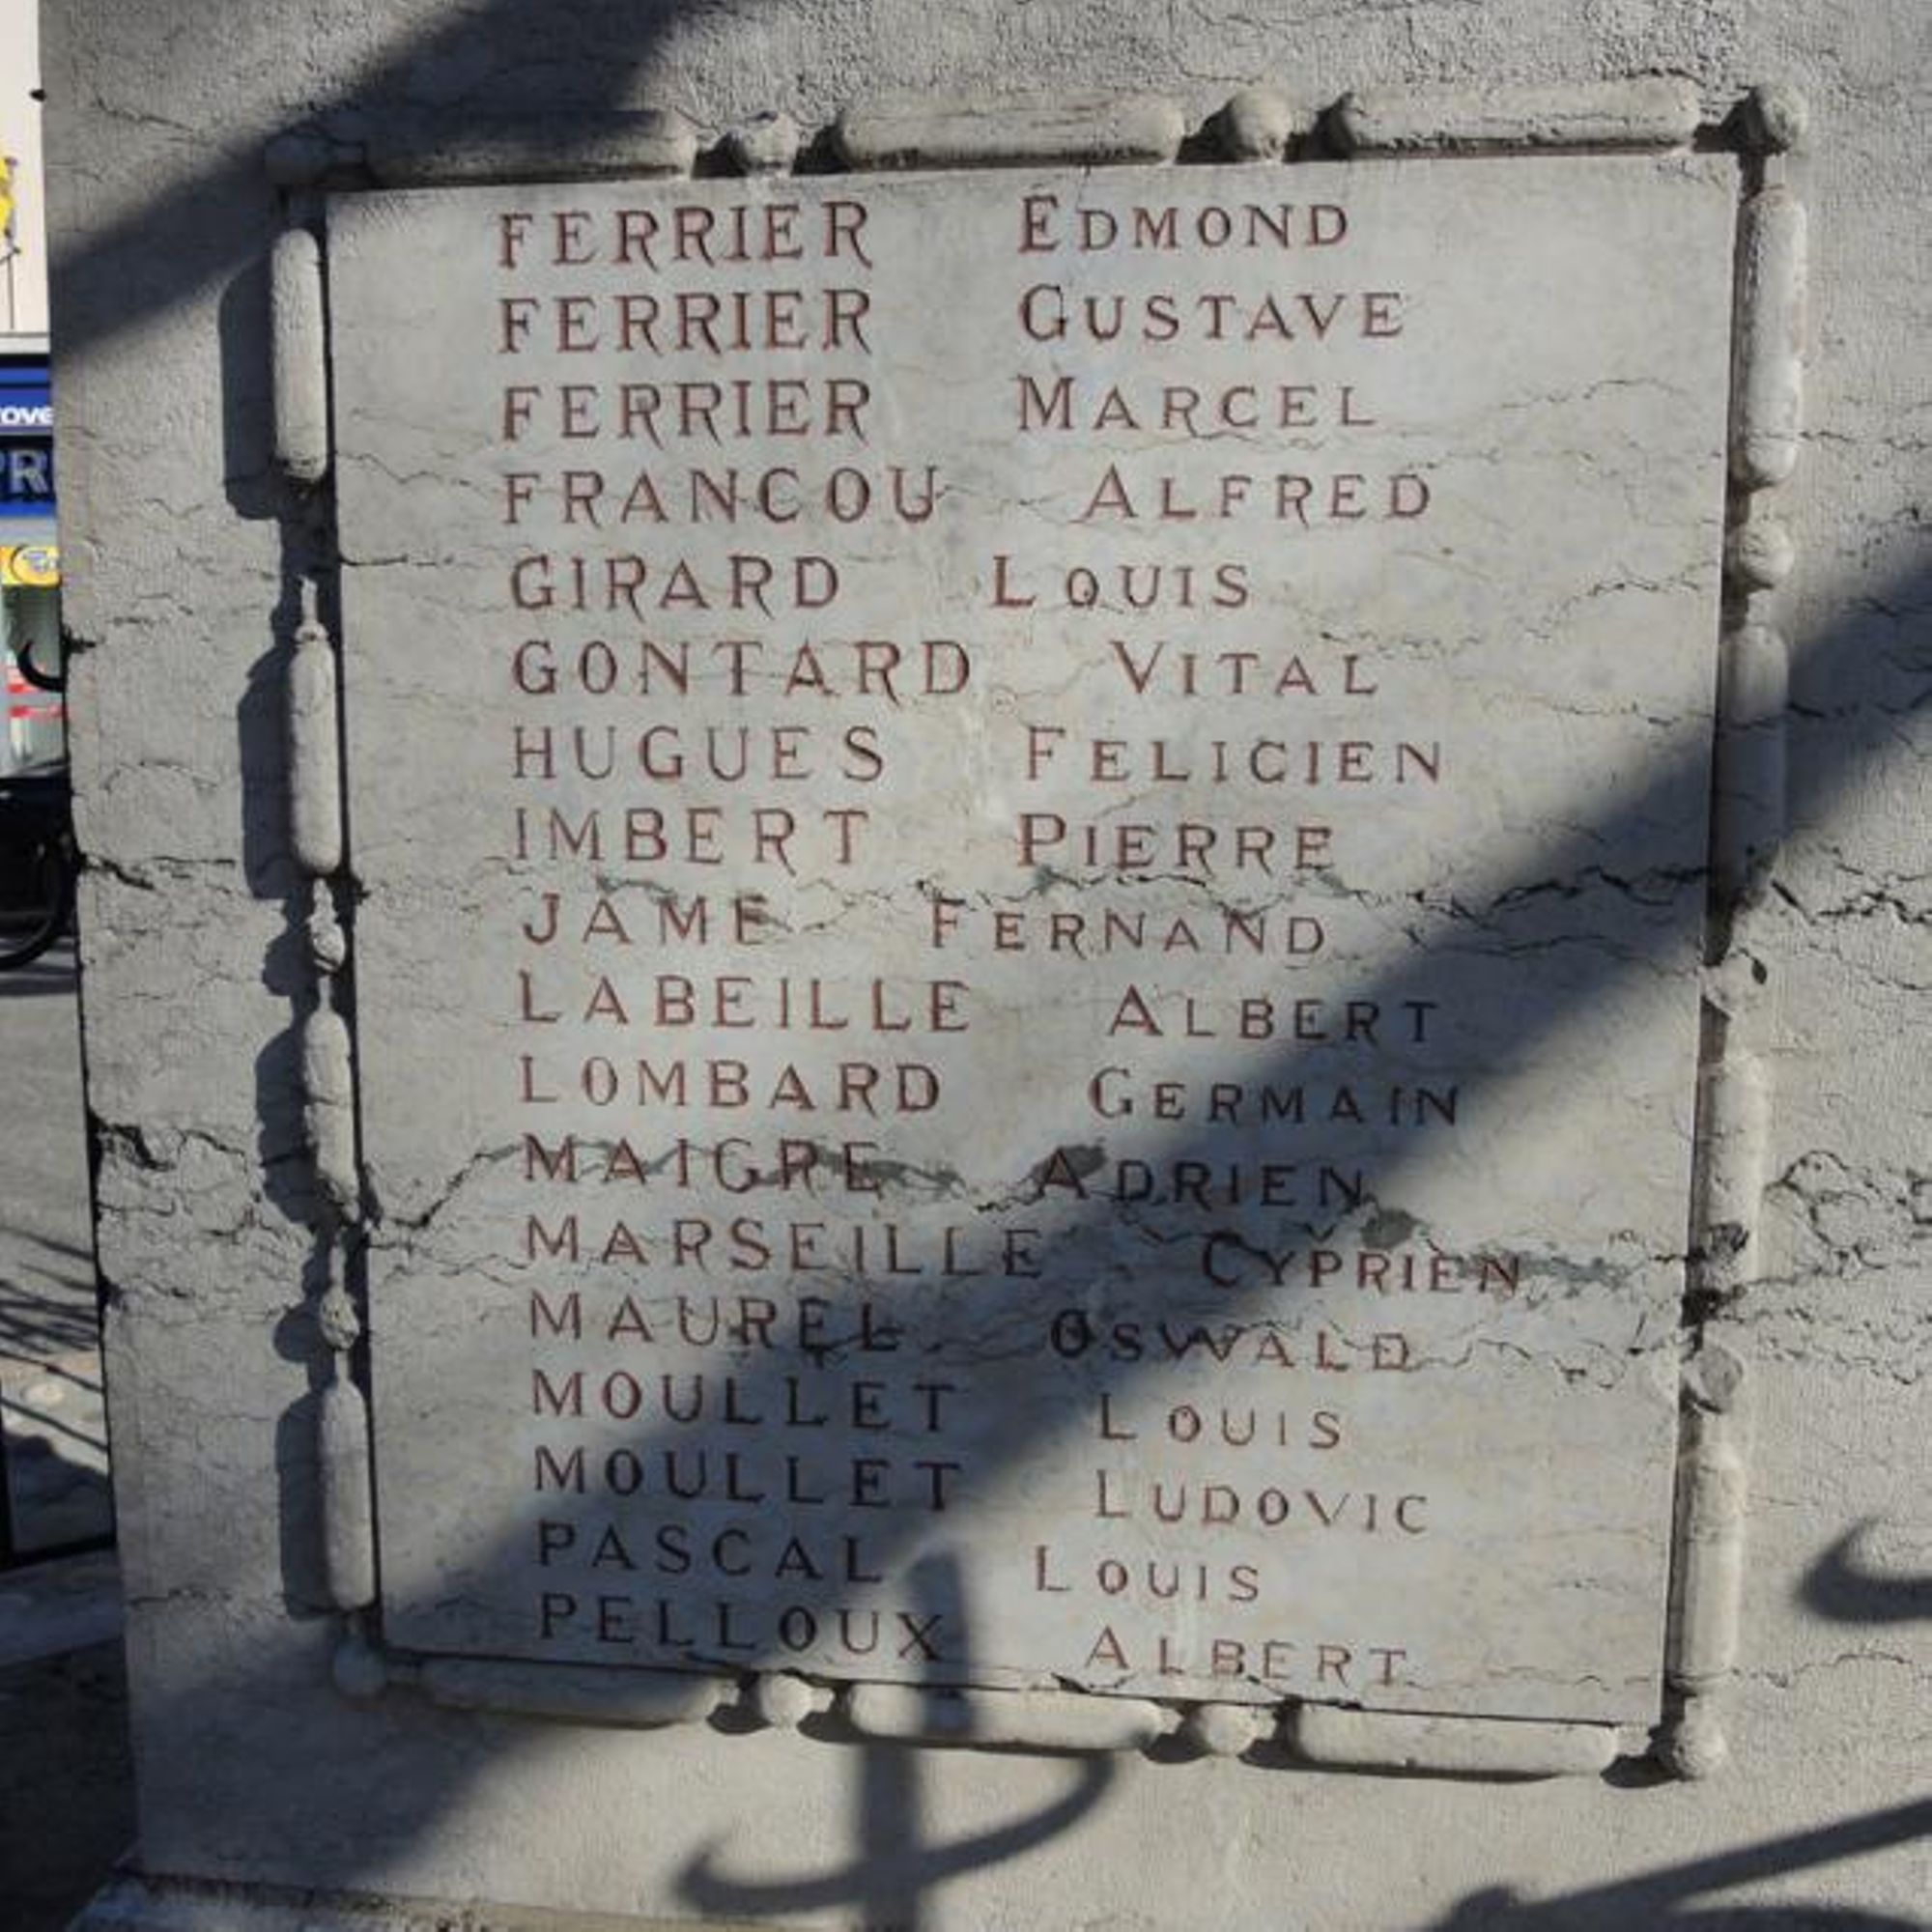 FERRIER EDMOND
FERRIER GUSTAVE
FERRIER MARCEL
FRANCOU ALFRED
GIRARD LOUIS
GONTARD VITAL
HUGUES FELICIEN
IMBERT PIERRE
JAME FERNAND
LABEILLE ALBERT
LOMBARD GERMAIN
MAIGRE ADRIEN
MARSEILLE CYPRIEN
MAUREL OSWALD
MOULLET LOUIS
MOULLET LUDOVIC
PASCAL LOUIS
PELLOUX ALBERT